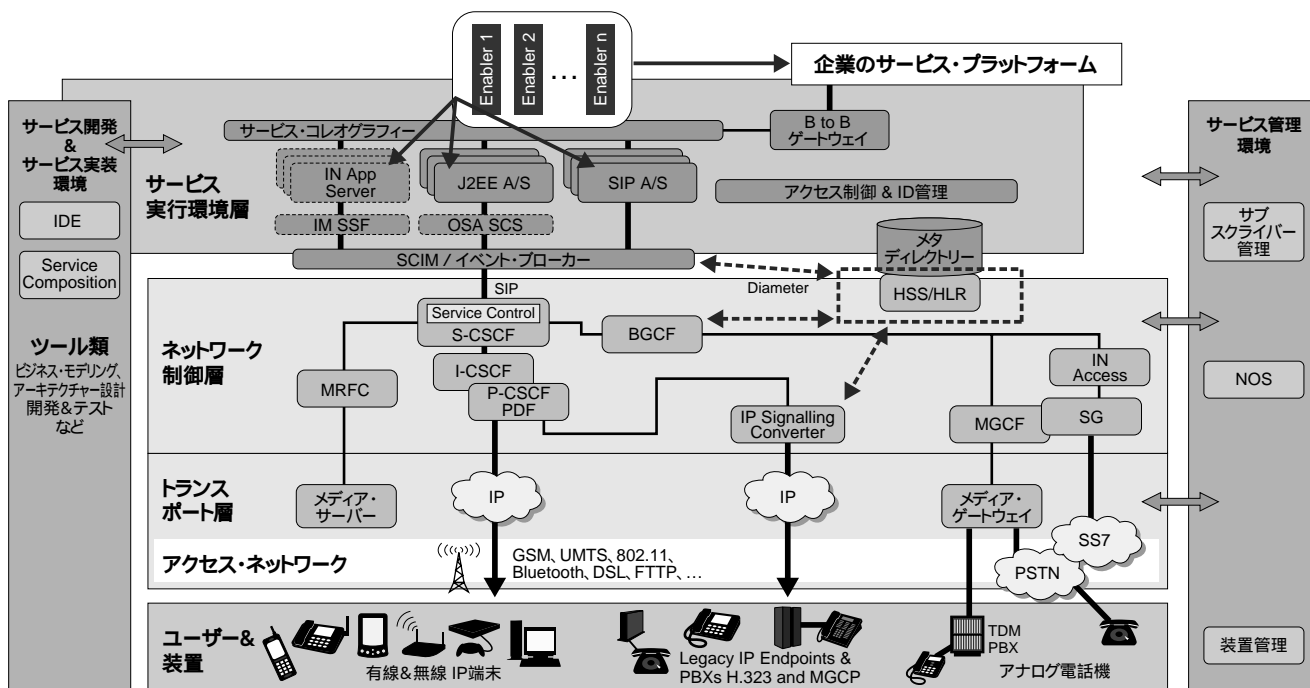 Enabler 1
Enabler 2
...
Enabler n
企業のサービス・プラットフォーム
サービス開発
&
サービス実装
環境
IDE
Service
Composition
ツール類
ビジネス・モデリング、
アーキテクチャー設計
開発&テスト
など
サービス
実行環境層
サービス・コレオグラフィー
B to B
ゲートウェイ
IN App
Server
J2EE A/S
SIP A/S
アクセス制御 & ID管理
IM SSF
OSA SCS
SCIM / イベント・ブローカー
メタ
ディレクトリー
HSS/HLR
Diameter
SIP
ネットワーク
制御層
Service Control
S-CSCF
BGCF
I-CSCF
P-CSCF
PDF
MRFC
IP Signalling
Converter
MGCF
IN
Access
SG
トランス
ポート層
メディア・
サーバー
IP
IP
メディア・
ゲートウェイ
SS7
PSTN
アクセス・ネットワーク
GSM、UMTS、802.11、
Bluetooth、DSL、FTTP、...
ユーザー&
装置
有線&無線 IP端末
Legacy IP Endpoints &
PBXs H.323 and MGCP
TDM
PBX
アナログ電話機
サービス管理
環境
サブ
スクライバー
管理
NOS
装置管理